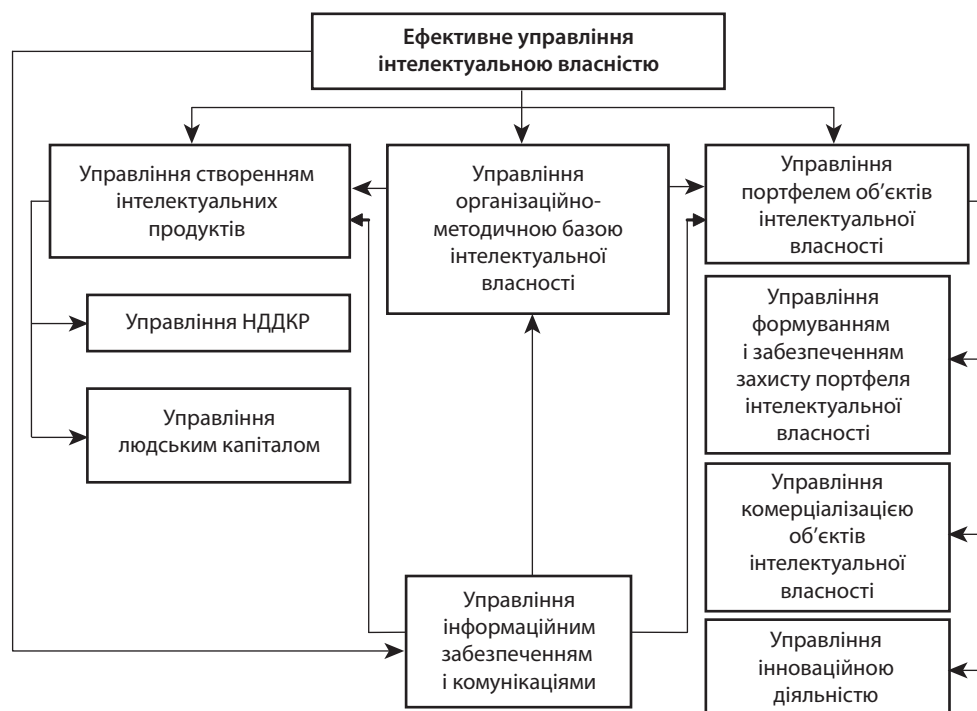 Ефективне управління
інтелектуальною власністю
Управління створенням
інтелектуальних
продуктів
Управління
організаційно-
методичною базою
інтелектуальної
власності
Управління
портфелем об’єктів
інтелектуальної
власності
Управління НДДКР
Управління
людським капіталом
Управління
формуванням
і забезпеченням
захисту портфеля
інтелектуальної
власності
Управління
комерціалізацією
об’єктів
інтелектуальної
власності
Управління
інформаційним
забезпеченням
і комунікаціями
Управління
інноваційною
діяльністю